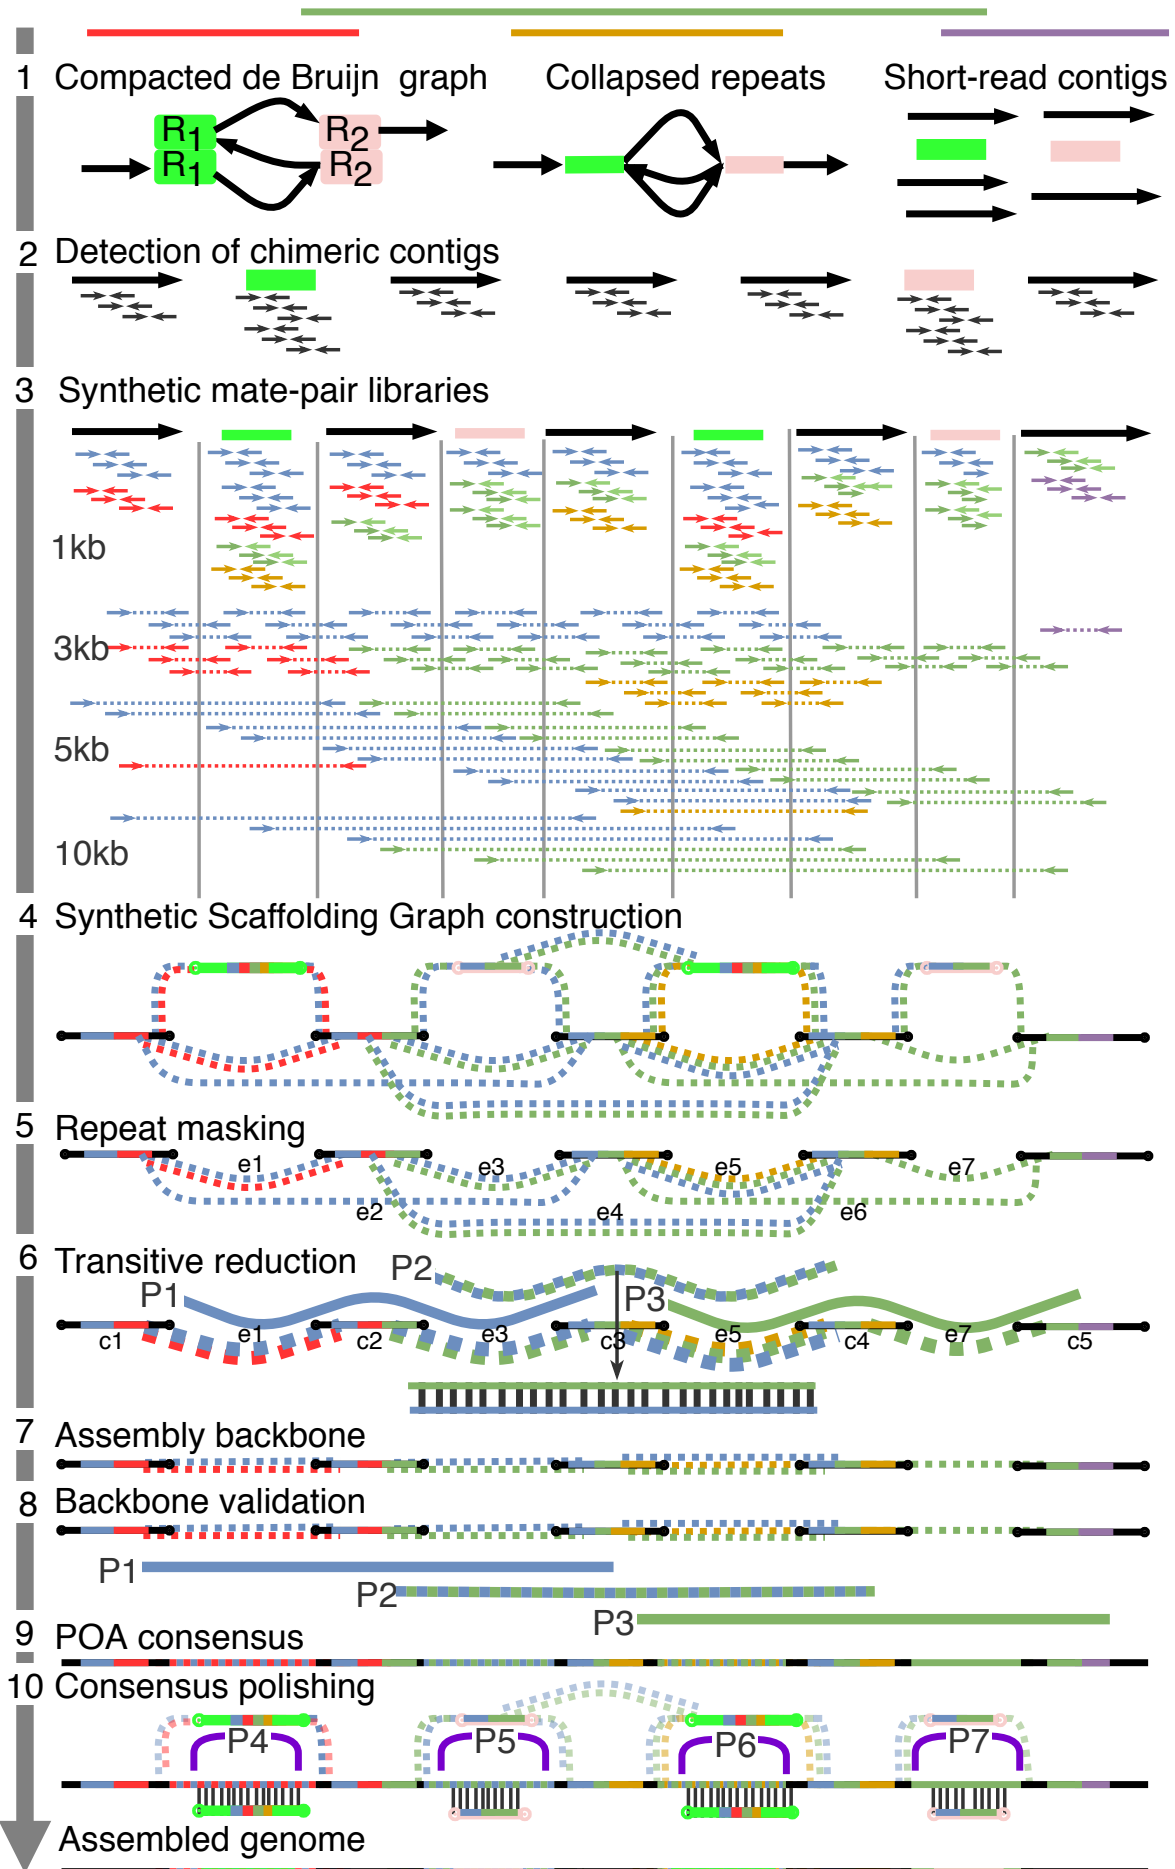 1 Compacted de Bruijn graph Collapsed repeats Short-read contigs
R1 R2
R1 R2
2 Detection of chimeric contigs
3 Synthetic mate-pair libraries
1kb
3kb
5kb
10kb
4 Synthetic Scaffolding Graph construction
5 Repeat masking
e1 e3 e5 e7
e2 e4 e6
6 Transitive reduction P2
P1 P3
c1 e1 c2 e3 c3 e5 c4 e7 c5
7 Assembly backbone
8 Backbone validation
P1
P2
P3
9 POA consensus
10 Consensus polishing
P4 P5 P6 P7
Assembled genome